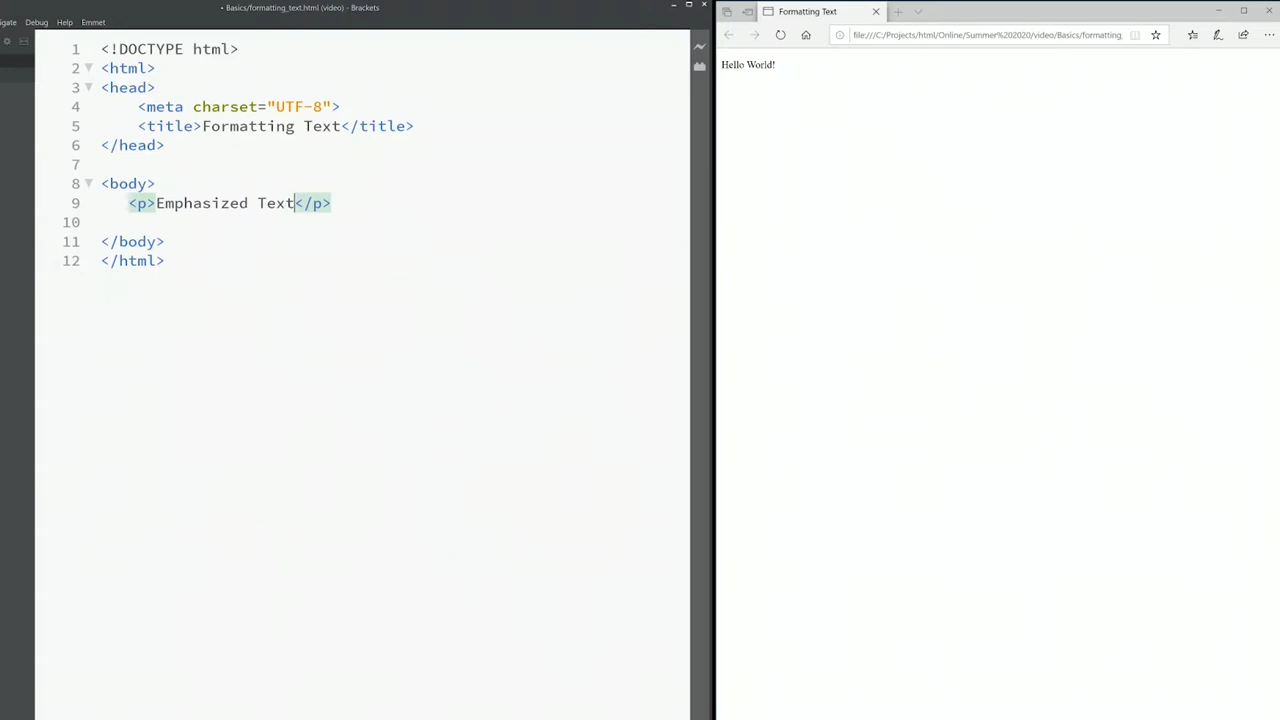 • Basics/formatting_text.html (video) - Brackets
igate Debug Help Emmet
1 <!DOCTYPE html>
2 <html>
3 <head>
4 <meta charset="UTF-8">
5 <title>Formatting Text</title>
6 </head>
7
8 <body>
9 <p>Emphasized Text</p>
10
11 </body>
12 </html>
Formatting Text
file:///C:/Projects/html/Online/Summer%202020/video/Basics/formatting_
Hello World!